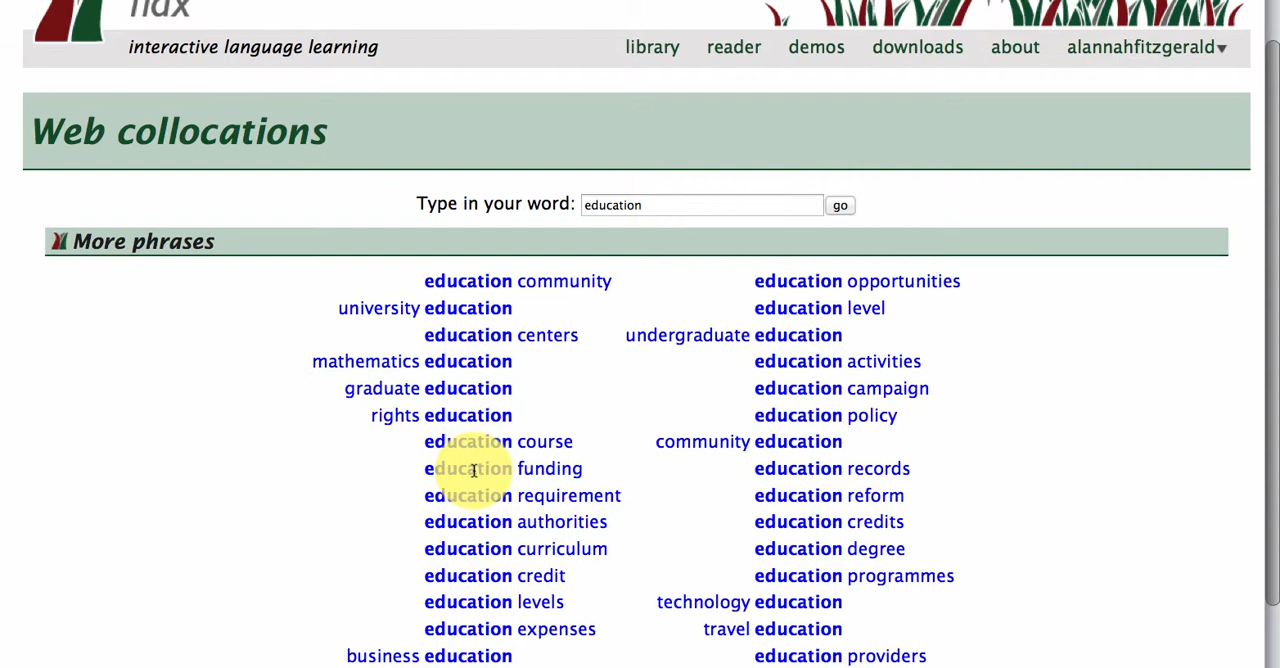 flax
interactive language learning
library reader demos downloads about alannahfitzgerald▼
Web collocations
Type in your word: education go
More phrases
education community education opportunities
university education education level
education centers undergraduate education
mathematics education education activities
graduate education education campaign
rights education education policy
education course community education
education funding education records
education requirement education reform
education authorities education credits
education curriculum education degree
education credit education programmes
education levels technology education
education expenses travel education
business education education providers